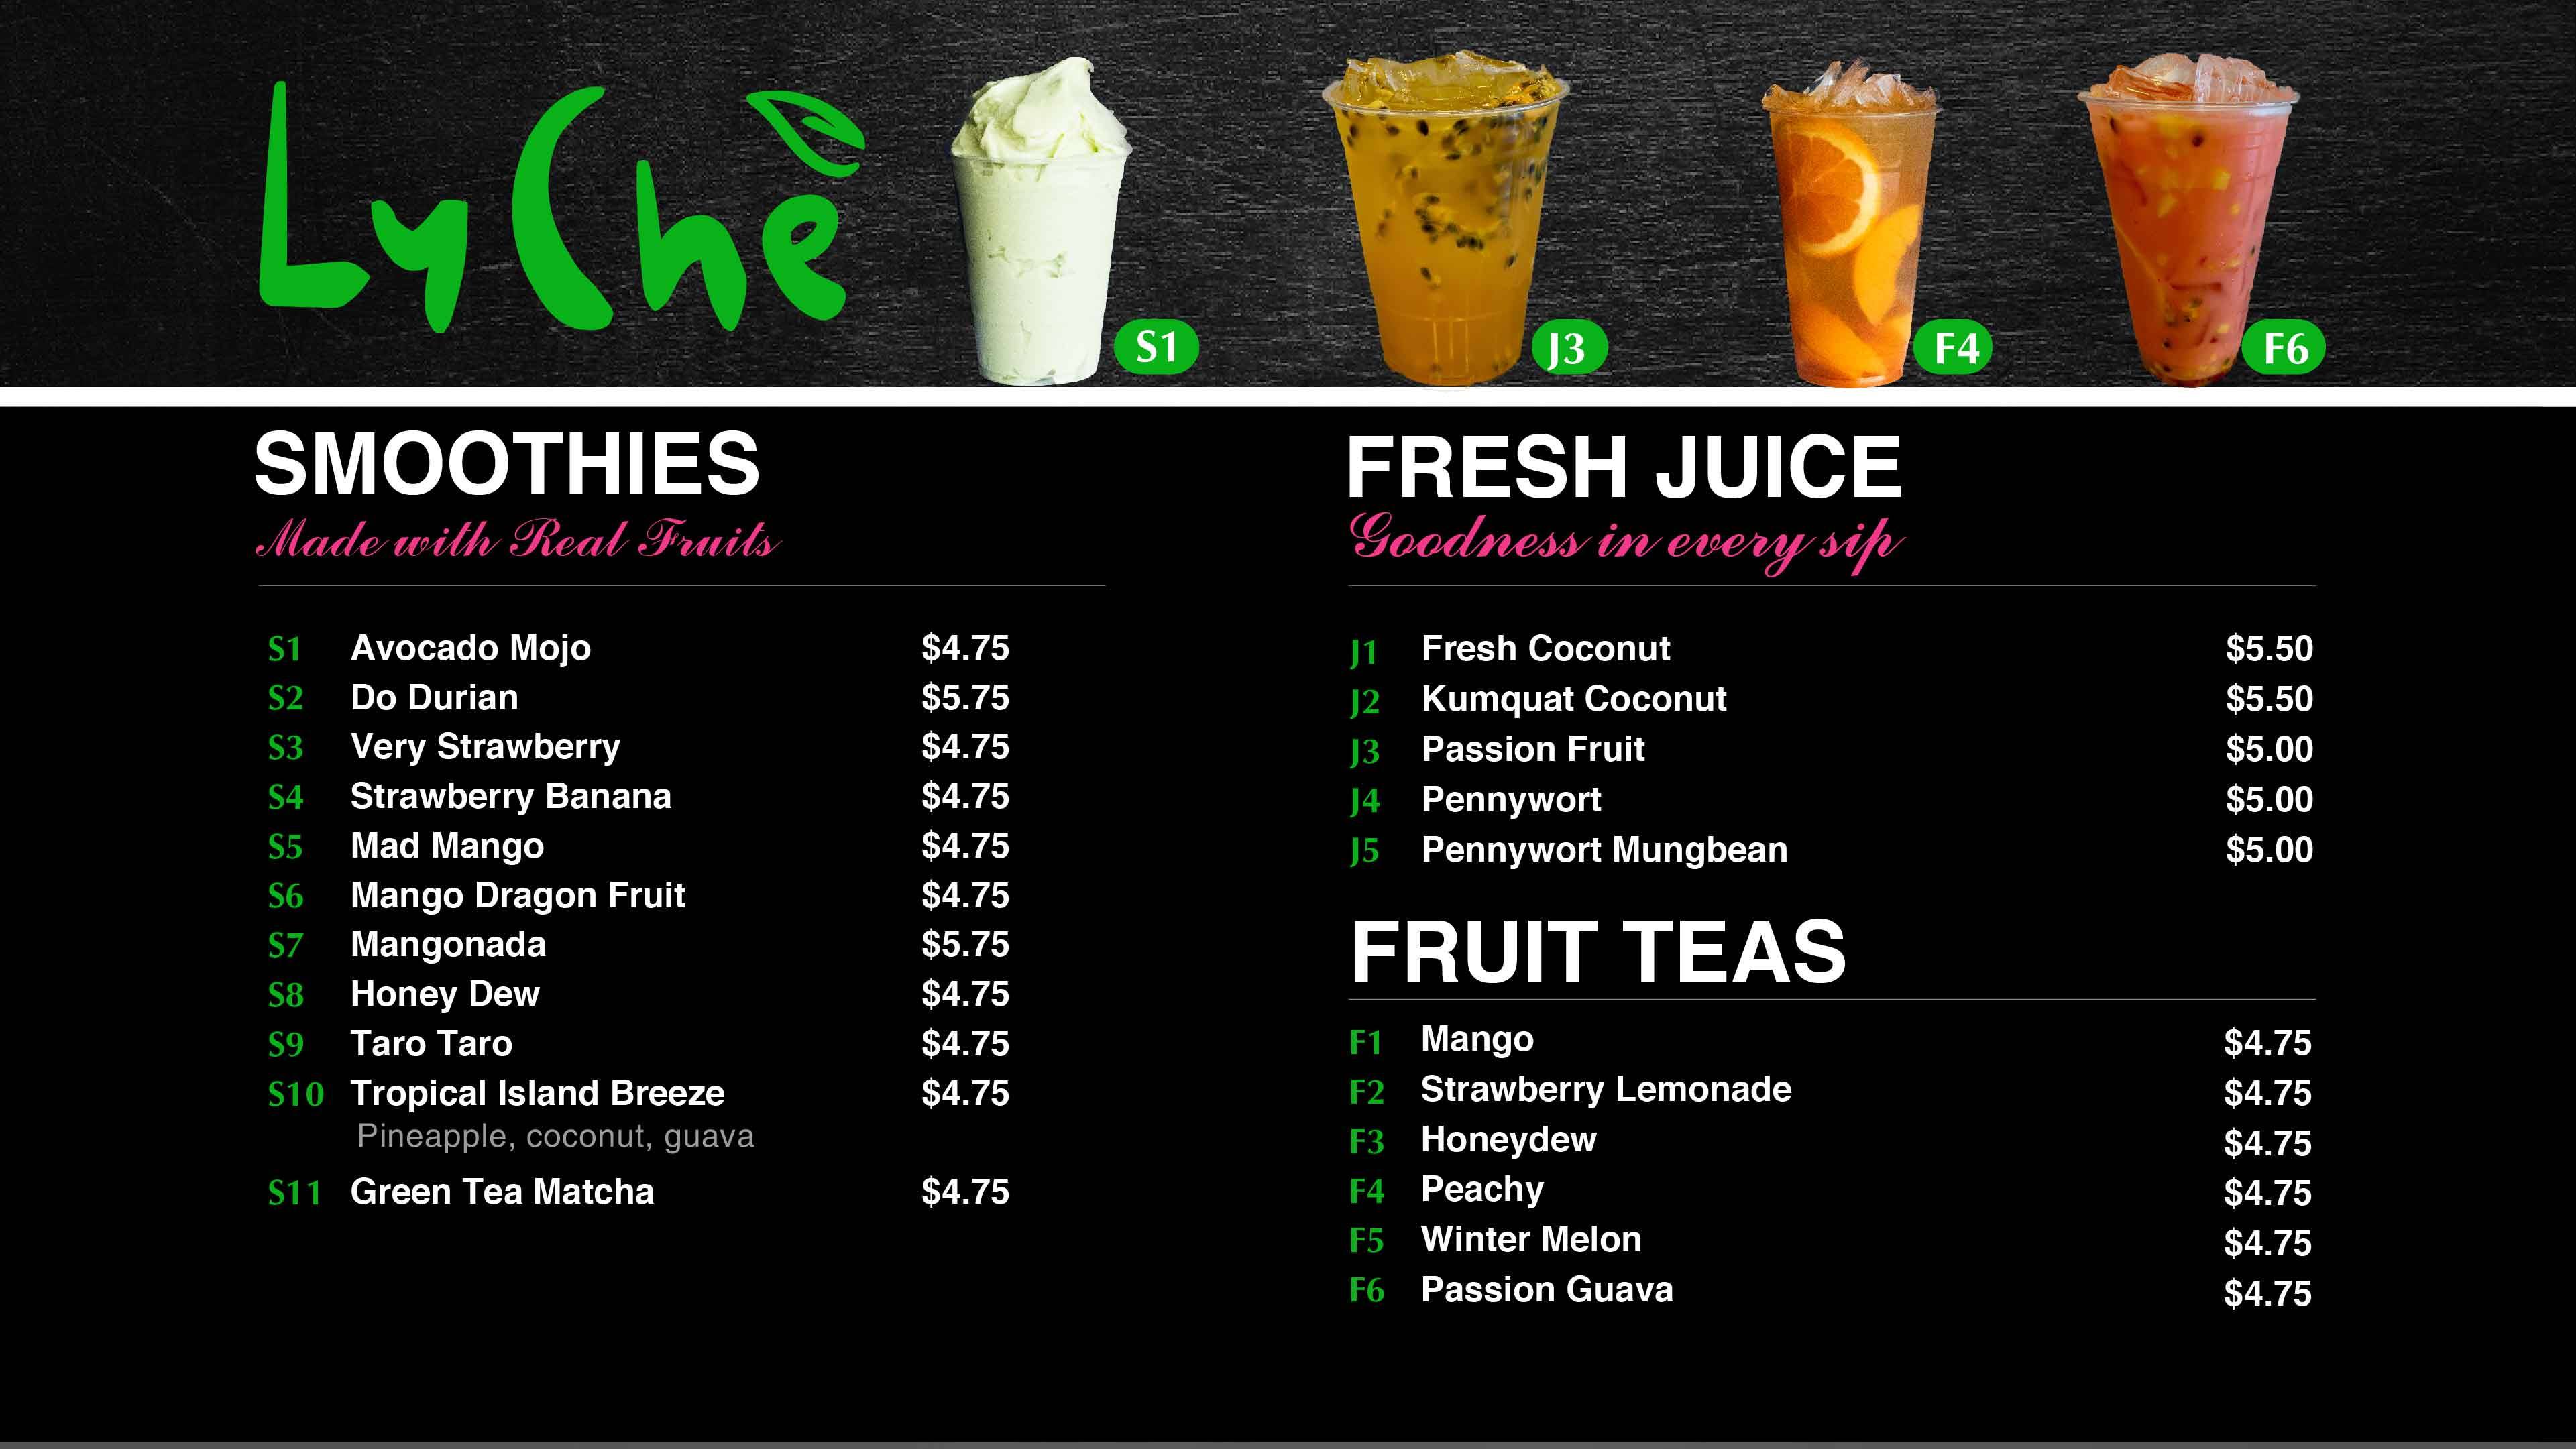 LyChè
S1
J3
F4
F6
SMOOTHIES
Made with Real Fruits
S1 Avocado Mojo $4.75
S2 Do Durian $5.75
S3 Very Strawberry $4.75
S4 Strawberry Banana $4.75
S5 Mad Mango $4.75
S6 Mango Dragon Fruit $4.75
S7 Mangonada $5.75
S8 Honey Dew $4.75
S9 Taro Taro $4.75
S10 Tropical Island Breeze $4.75
Pineapple, coconut, guava
S11 Green Tea Matcha $4.75
FRESH JUICE
Goodness in every sip
J1 Fresh Coconut $5.50
J2 Kumquat Coconut $5.50
J3 Passion Fruit $5.00
J4 Pennywort $5.00
J5 Pennywort Mungbean $5.00
FRUIT TEAS
F1 Mango $4.75
F2 Strawberry Lemonade $4.75
F3 Honeydew $4.75
F4 Peachy $4.75
F5 Winter Melon $4.75
F6 Passion Guava $4.75